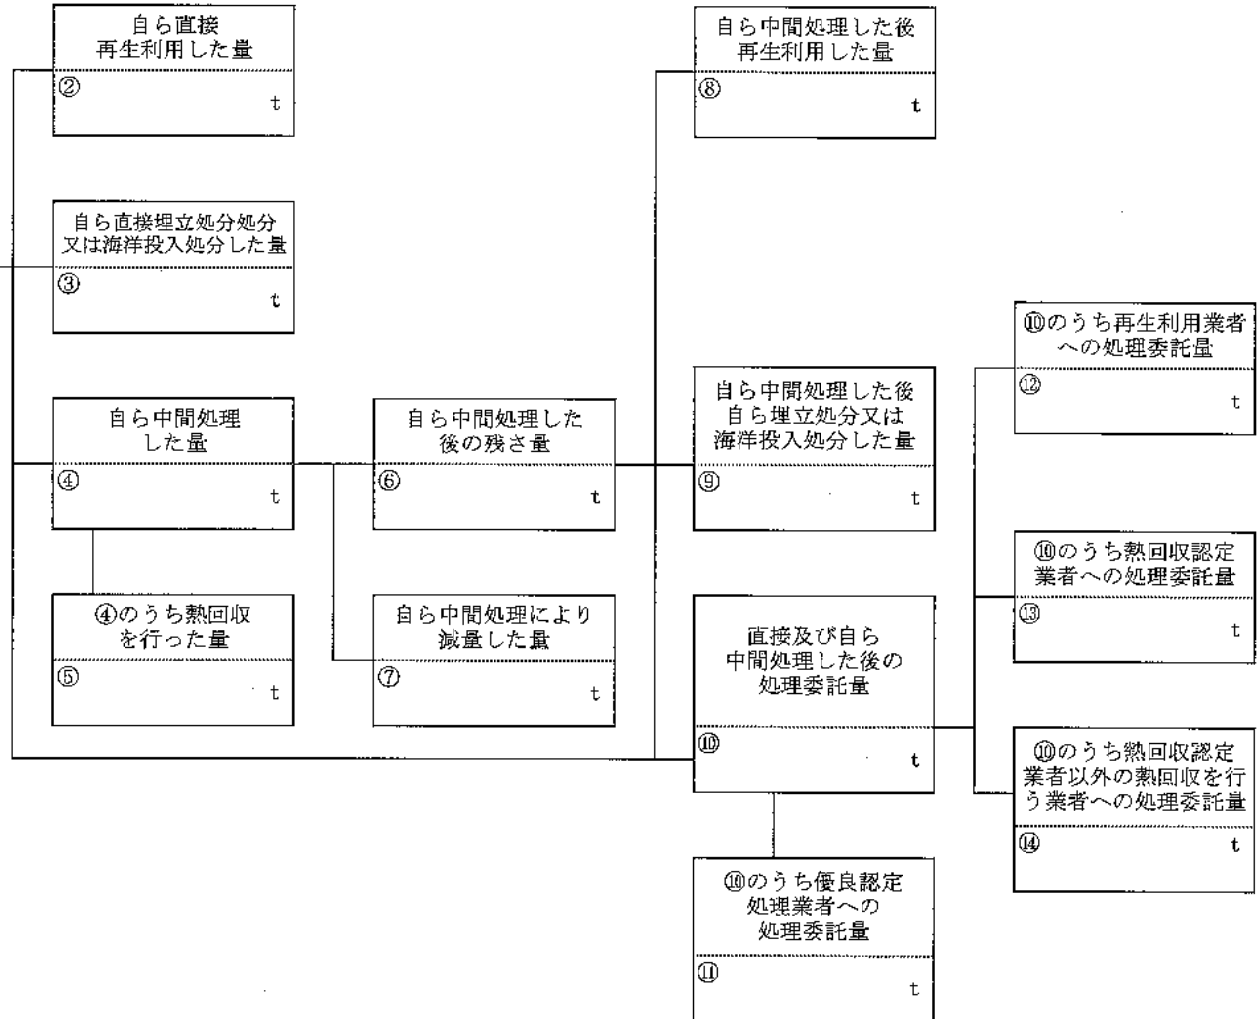 自ら直接
再生利用した量
②
t
自ら中間処理した後
再生利用した量
⑧
t
自ら直接埋立処分処分
又は海洋投入処分した量
③
t
⑩のうち再生利用業者
への処理委託量
⑫
t
自ら中間処理
した量
④
t
自ら中間処理した
後の残さ量
⑥
t
自ら中間処理した後
自ら埋立処分又は
海洋投入処分した量
⑨
t
⑩のうち熱回収認定
業者への処理委託量
⑬
t
④のうち熱回収
を行った量
⑤
t
自ら中間処理により
減量した量
⑦
t
直接及び自ら
中間処理した後の
処理委託量
⑩
t
⑩のうち熱回収認定
業者以外の熱回収を行
う業者への処理委託量
⑭
t
⑩のうち優良認定
処理業者への
処理委託量
⑪
t